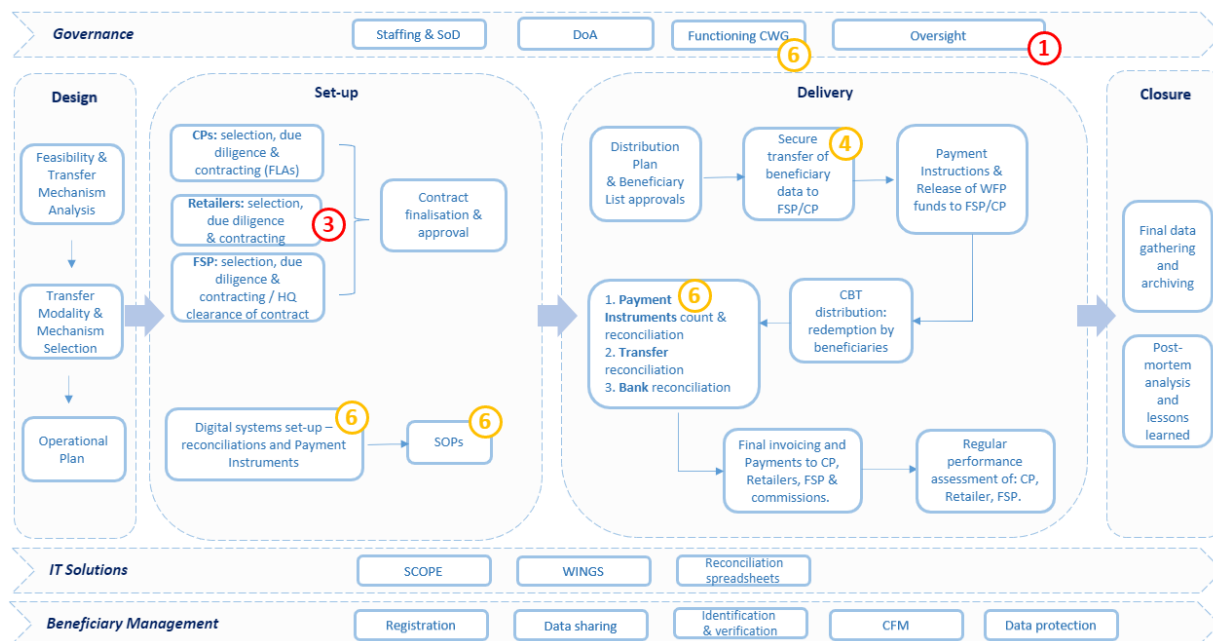 Governance
Staffing & SoD
DoA
Functioning CWG
6
Oversight
1
Design
Feasibility &
Transfer
Mechanism
Analysis
Transfer
Modality &
Mechanism
Selection
Operational
Plan
Set-up
CPs: selection, due
diligence &
contracting (FLAs)
Retailers: selection,
due diligence
& contracting
3
FSP: selection, due
diligence &
contracting / HQ
clearance of contract
Contract
finalisation &
approval
Digital systems set-up –
reconciliations and Payment
Instruments
6
SOPs
6
Delivery
Distribution
Plan
& Beneficiary
List approvals
Secure
transfer of
beneficiary
data to
FSP/CP
4
Payment
Instructions &
Release of WFP
funds to FSP/CP
CBT
distribution:
redemption by
beneficiaries
1. Payment
Instruments count &
reconciliation
2. Transfer
reconciliation
3. Bank reconciliation
6
Final invoicing and
Payments to CP,
Retailers, FSP &
commissions.
Regular
performance
assessment of: CP,
Retailer, FSP.
Closure
Final data
gathering
and
archiving
Post-
mortem
analysis
and
lessons
learned
IT Solutions
SCOPE
WINGS
Reconciliation
spreadsheets
Beneficiary Management
Registration
Data sharing
Identification
& verification
CFM
Data protection